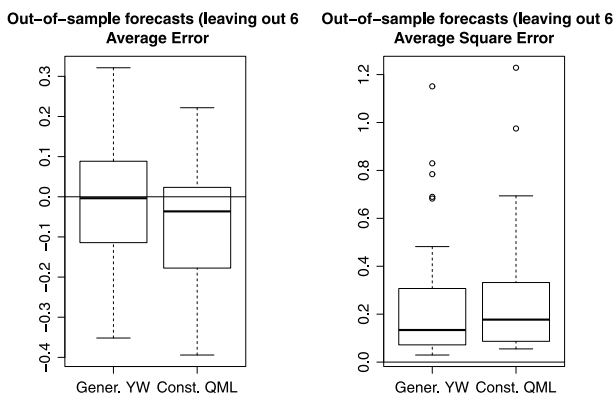 Out-of-sample forecasts (leaving out 6
Average Error
0.3
0.2
0.1
0.0
-0.1
-0.2
-0.3
-0.4
Gener. YW Const. QML
Out-of-sample forecasts (leaving out 6
Average Square Error
1.2
1.0
0.8
0.6
0.4
0.2
0.0
Gener. YW Const. QML